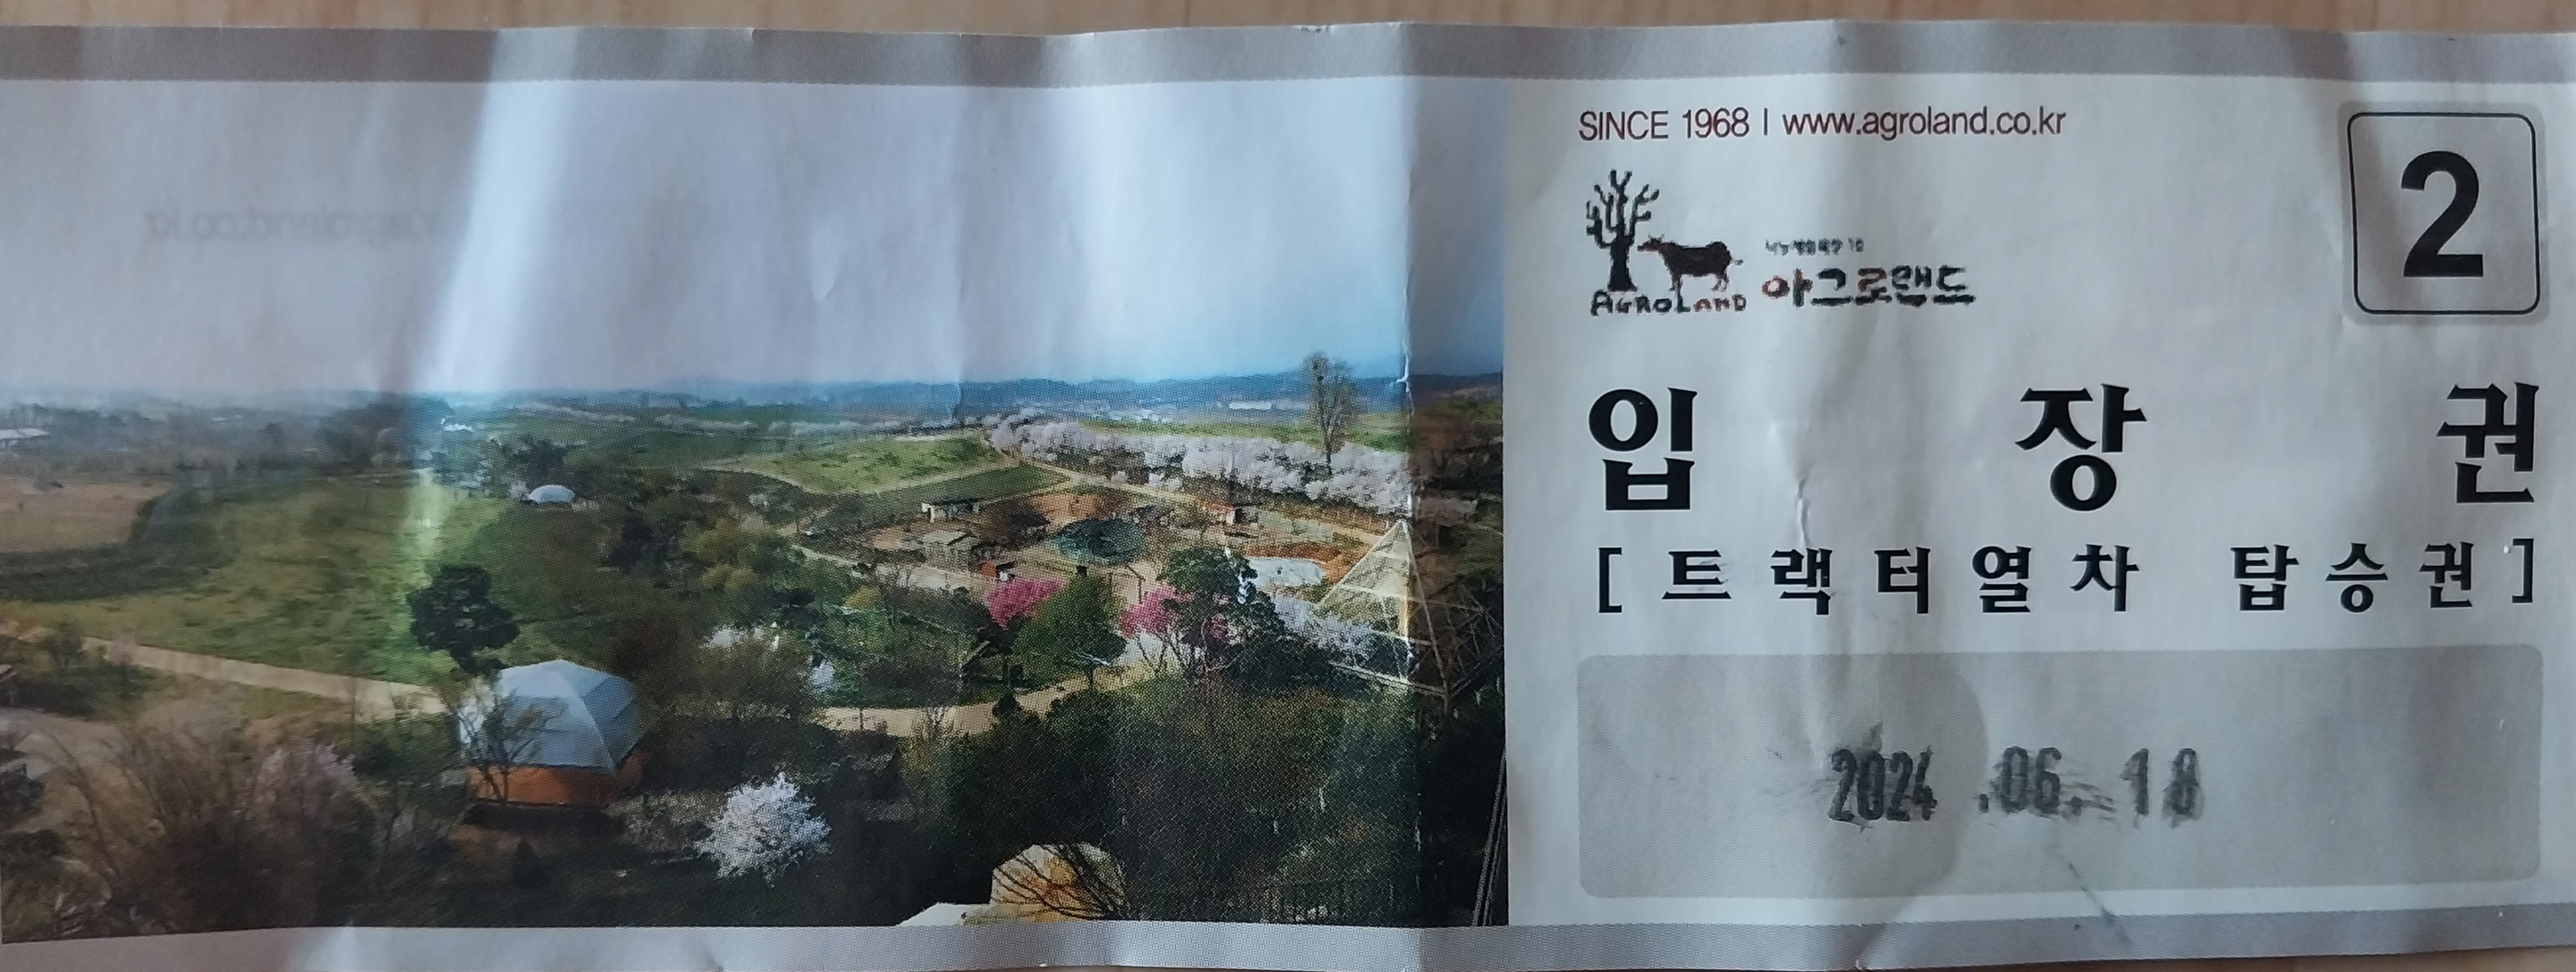 SINCE 1968 | www.agroland.co.kr
2
AGROLAND
아그로랜드
입장권
[트랙터열차 탑승권]
2024.06.18